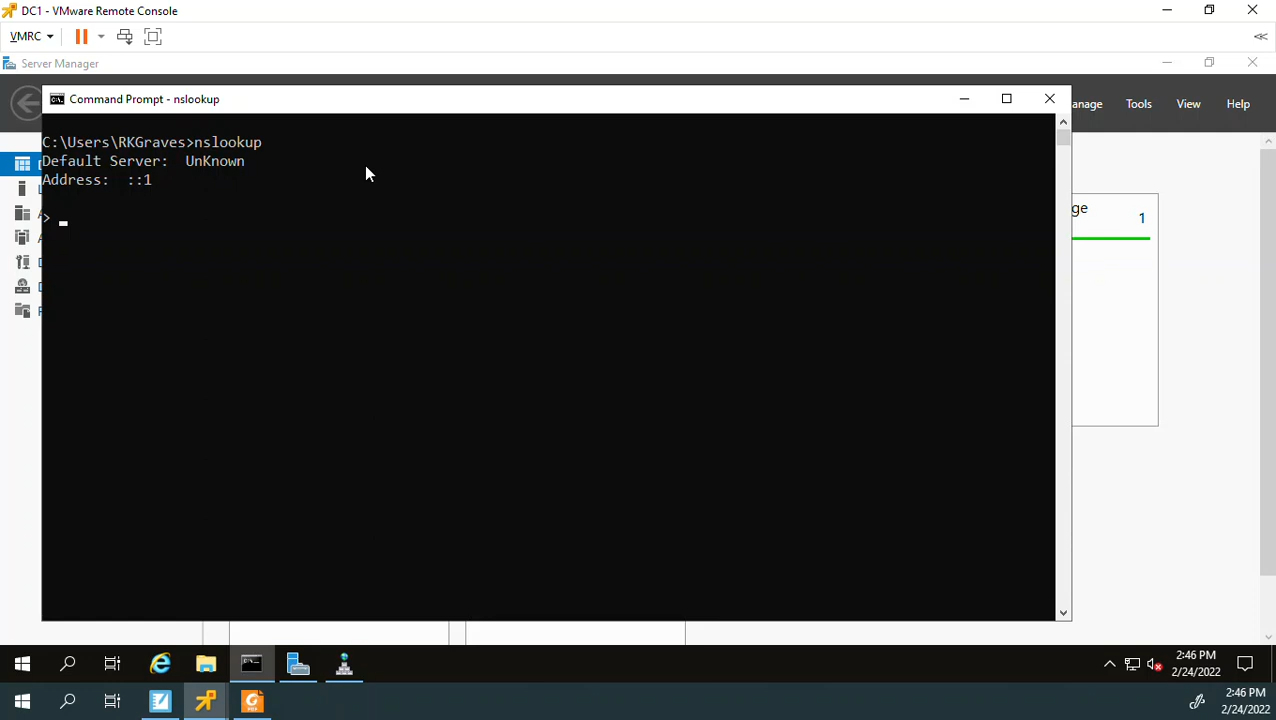 DC1 - VMware Remote Console
VMRC
Server Manager
Command Prompt - nslookup
anage
Tools
View
Help
C:\Users\RKGraves>nslookup
Default Server:  UnKnown
Address:  ::1
>
ge
1
2:46 PM
2/24/2022
2:46 PM
2/24/2022